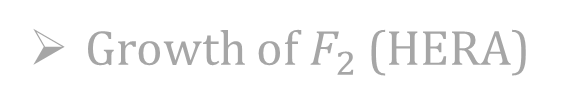 ➢ Growth of F₂ (HERA)